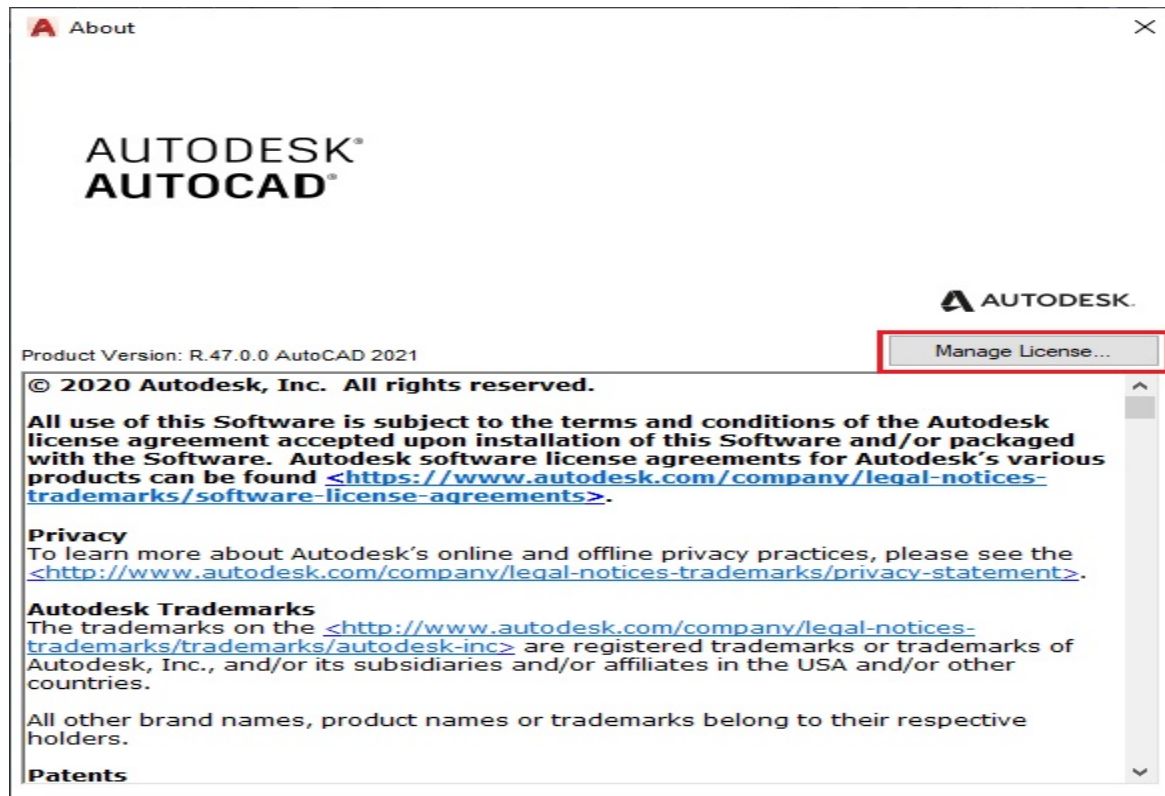 About
AUTODESK®
AUTOCAD®
AUTODESK.
Product Version: R.47.0.0 AutoCAD 2021
Manage License...
© 2020 Autodesk, Inc.  All rights reserved.
All use of this Software is subject to the terms and conditions of the Autodesk
license agreement accepted upon installation of this Software and/or packaged
with the Software.  Autodesk software license agreements for Autodesk's various
products can be found <https://www.autodesk.com/company/legal-notices-
trademarks/software-license-agreements>.
Privacy
To learn more about Autodesk's online and offline privacy practices, please see the
<http://www.autodesk.com/company/legal-notices-trademarks/privacy-statement>.
Autodesk Trademarks
The trademarks on the <http://www.autodesk.com/company/legal-notices-
trademarks/trademarks/autodesk-inc> are registered trademarks or trademarks of
Autodesk, Inc., and/or its subsidiaries and/or affiliates in the USA and/or other
countries.
All other brand names, product names or trademarks belong to their respective
holders.
Patents